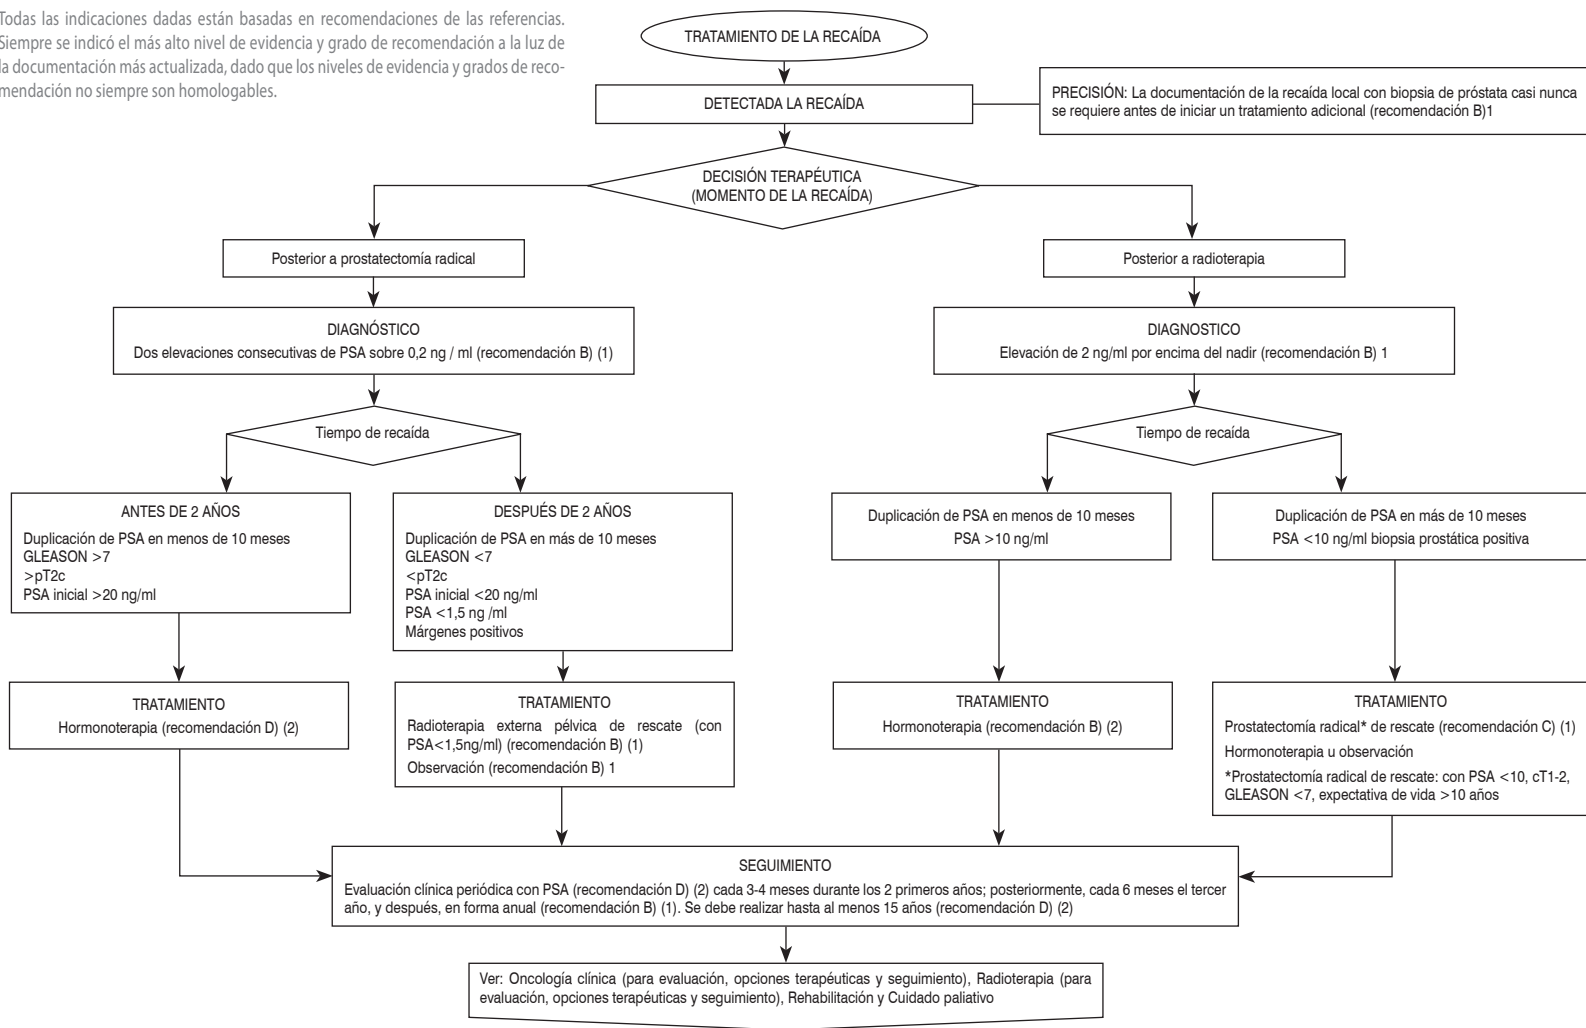 Todas las indicaciones dadas están basadas en recomendaciones de las referencias.
Siempre se indicó el más alto nivel de evidencia y grado de recomendación a la luz de
la documentación más actualizada, dado que los niveles de evidencia y grados de reco-
mendación no siempre son homologables.
TRATAMIENTO DE LA RECAÍDA
DETECTADA LA RECAÍDA
PRECISIÓN: La documentación de la recaída local con biopsia de próstata casi nunca
se requiere antes de iniciar un tratamiento adicional (recomendación B)1
DECISIÓN TERAPÉUTICA
(MOMENTO DE LA RECAÍDA)
Posterior a prostatectomía radical
Posterior a radioterapia
DIAGNÓSTICO
Dos elevaciones consecutivas de PSA sobre 0,2 ng / ml (recomendación B) (1)
DIAGNOSTICO
Elevación de 2 ng/ml por encima del nadir (recomendación B) 1
Tiempo de recaída
Tiempo de recaída
ANTES DE 2 AÑOS
Duplicación de PSA en menos de 10 meses
GLEASON >7
>pT2c
PSA inicial >20 ng/ml
DESPUÉS DE 2 AÑOS
Duplicación de PSA en más de 10 meses
GLEASON <7
<pT2c
PSA inicial <20 ng/ml
PSA <1,5 ng /ml
Márgenes positivos
Duplicación de PSA en menos de 10 meses
PSA >10 ng/ml
Duplicación de PSA en más de 10 meses
PSA <10 ng/ml biopsia prostática positiva
TRATAMIENTO
Hormonoterapia (recomendación D) (2)
TRATAMIENTO
Radioterapia externa pélvica de rescate (con
PSA<1,5ng/ml) (recomendación B) (1)
Observación (recomendación B) 1
TRATAMIENTO
Hormonoterapia (recomendación B) (2)
TRATAMIENTO
Prostatectomía radical* de rescate (recomendación C) (1)
Hormonoterapia u observación
*Prostatectomía radical de rescate: con PSA <10, cT1-2,
GLEASON <7, expectativa de vida >10 años
SEGUIMIENTO
Evaluación clínica periódica con PSA (recomendación D) (2) cada 3-4 meses durante los 2 primeros años; posteriormente, cada 6 meses el tercer
año, y después, en forma anual (recomendación B) (1). Se debe realizar hasta al menos 15 años (recomendación D) (2)
Ver: Oncología clínica (para evaluación, opciones terapéuticas y seguimiento), Radioterapia (para
evaluación, opciones terapéuticas y seguimiento), Rehabilitación y Cuidado paliativo